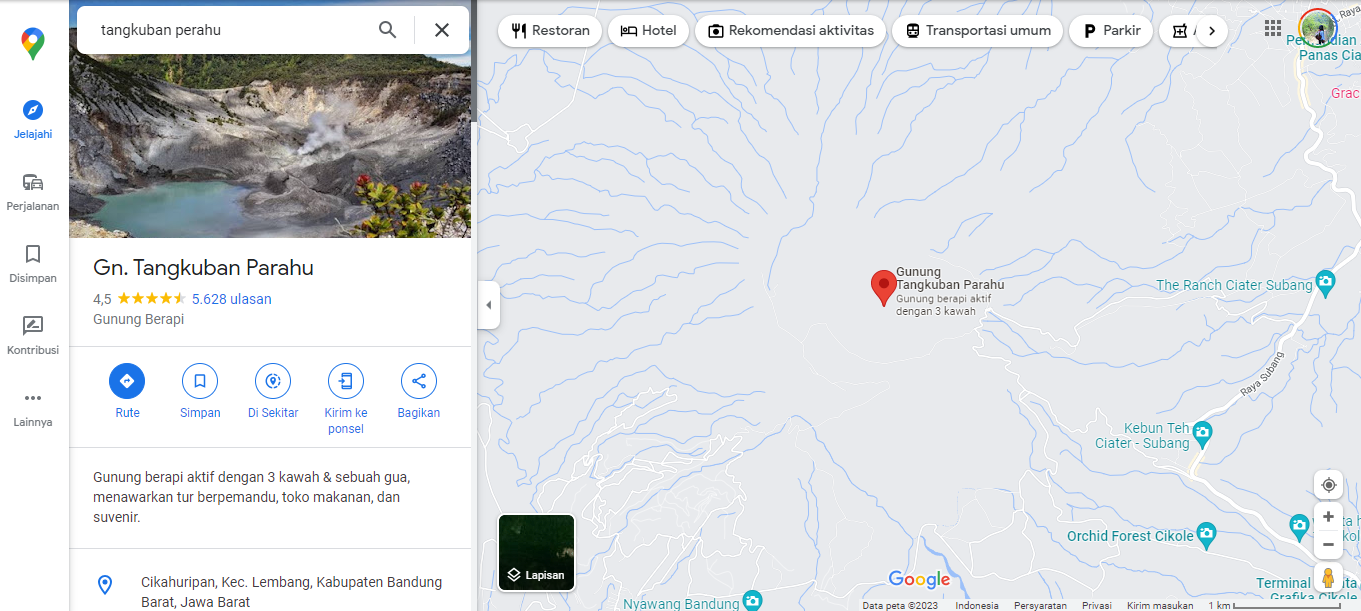 tangkuban perahu
Jelajahi
Perjalanan
Disimpan
Kontribusi
Lainnya
Gn. Tangkuban Parahu
4,5 5.628 ulasan
Gunung Berapi
Rute
Simpan
Di Sekitar
Kirim ke
ponsel
Bagikan
Gunung berapi aktif dengan 3 kawah & sebuah gua,
menawarkan tur berpemandu, toko makanan, dan
suvenir.
Cikahuripan, Kec. Lembang, Kabupaten Bandung
Barat, Jawa Barat
Restoran
Hotel
Rekomendasi aktivitas
Transportasi umum
Parkir
Raya
Panas Cia
Grac
Gunung
Tangkuban Parahu
Gunung berapi aktif
dengan 3 kawah
The Ranch Ciater Subang
Raya Subang
Kebun Teh
Ciater - Subang
Orchid Forest Cikole
Terminal
Grafika Cikole
Nyawang Bandung
Lapisan
Google
Data peta ©2023 Indonesia Persyaratan Privasi Kirim masukan 1 km